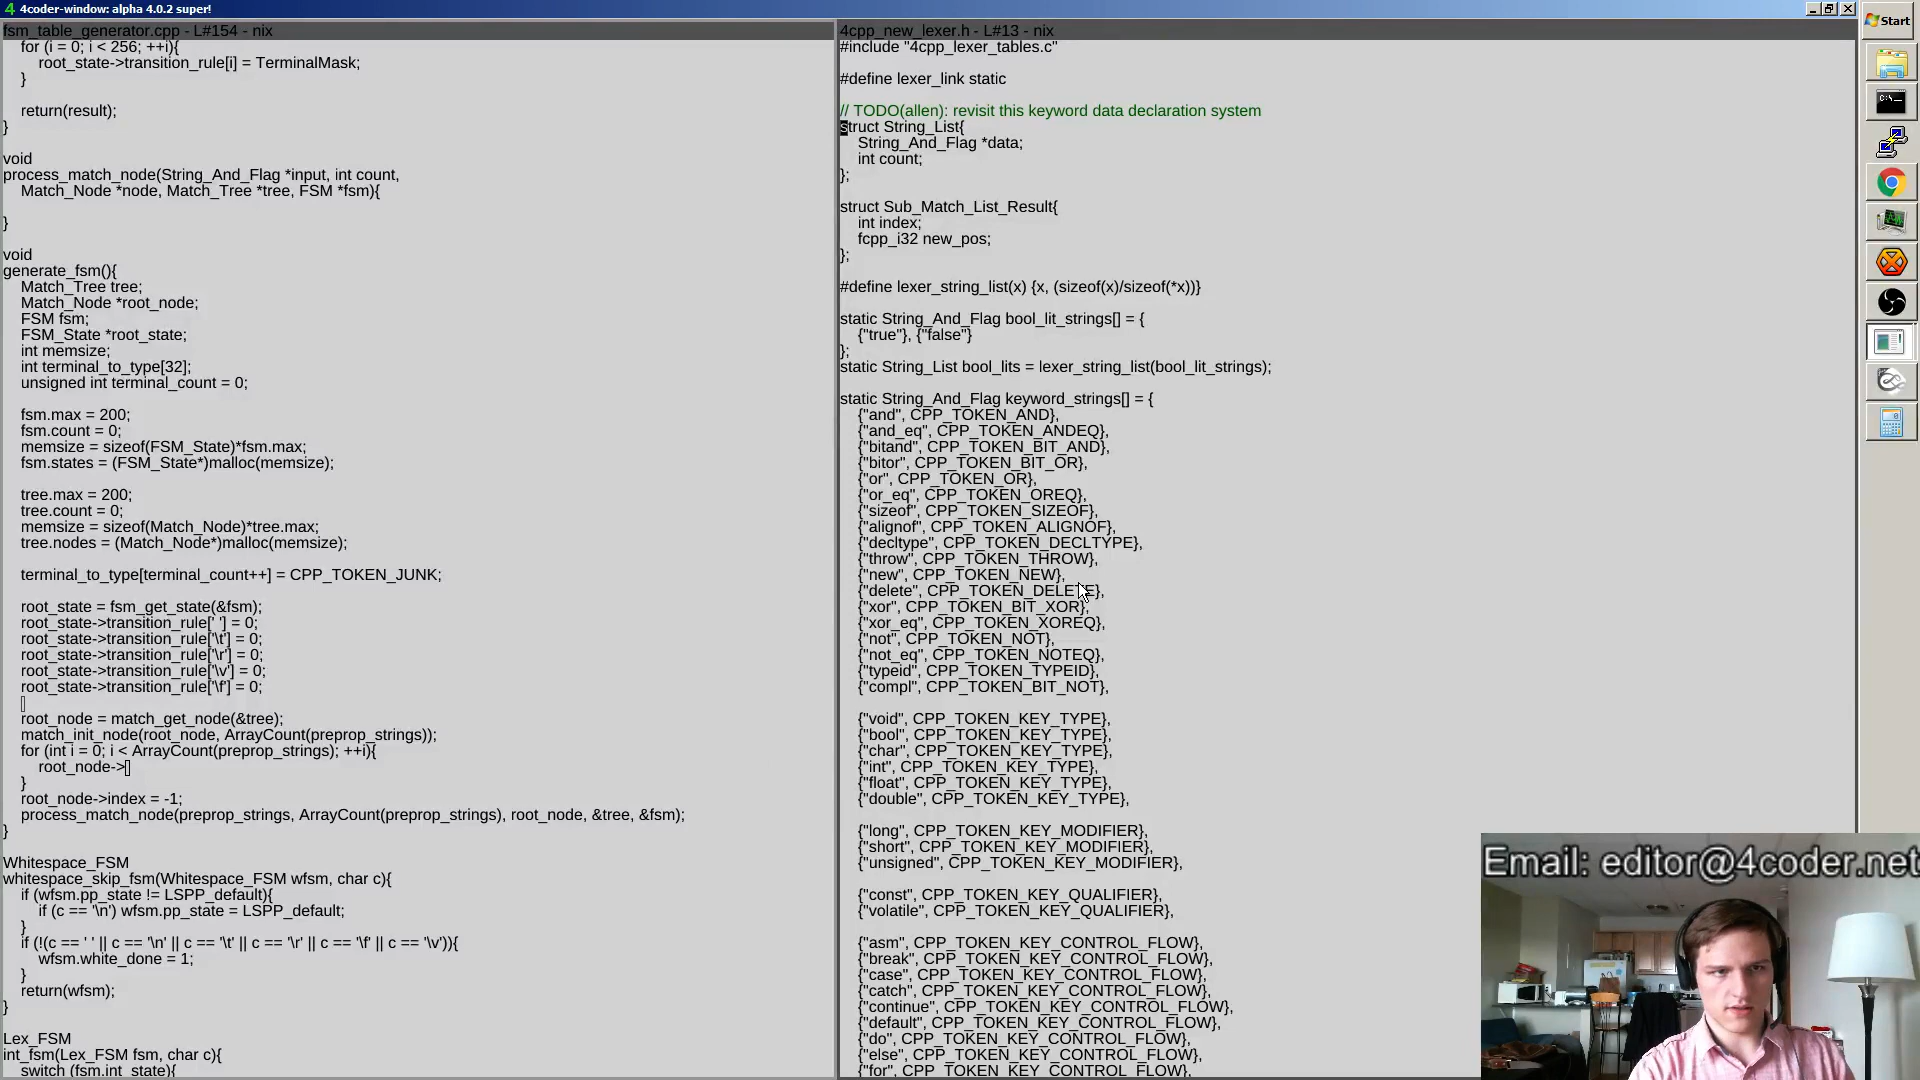 4coder-window: alpha 4.0.2 super!
fsm_table_generator.cpp - L#154 - nix
for (i = 0; i < 256; ++i){
root_state->transition_rule[i] = TerminalMask;
}
return(result);
}
void
process_match_node(String_And_Flag *input, int count,
Match_Node *node, Match_Tree *tree, FSM *fsm){
}
void
generate_fsm(){
Match_Tree tree;
Match_Node *root_node;
FSM fsm;
FSM_State *root_state;
int memsize;
int terminal_to_type[32];
unsigned int terminal_count = 0;
fsm.max = 200;
fsm.count = 0;
memsize = sizeof(FSM_State)*fsm.max;
fsm.states = (FSM_State*)malloc(memsize);
tree.max = 200;
tree.count = 0;
memsize = sizeof(Match_Node)*tree.max;
tree.nodes = (Match_Node*)malloc(memsize);
terminal_to_type[terminal_count++] = CPP_TOKEN_JUNK;
root_state = fsm_get_state(&fsm);
root_state->transition_rule[' '] = 0;
root_state->transition_rule['\t'] = 0;
root_state->transition_rule['\r'] = 0;
root_state->transition_rule['\v'] = 0;
root_state->transition_rule['\f'] = 0;
root_node = match_get_node(&tree);
match_init_node(root_node, ArrayCount(preprop_strings));
for (int i = 0; i < ArrayCount(preprop_strings); ++i){
root_node->
}
root_node->index = -1;
process_match_node(preprop_strings, ArrayCount(preprop_strings), root_node, &tree, &fsm);
}
Whitespace_FSM
whitespace_skip_fsm(Whitespace_FSM wfsm, char c){
if (wfsm.pp_state != LSPP_default){
if (c == '\n') wfsm.pp_state = LSPP_default;
}
if (!(c == ' ' || c == '\n' || c == '\t' || c == '\r' || c == '\f' || c == '\v')){
wfsm.white_done = 1;
}
return(wfsm);
}
Lex_FSM
int_fsm(Lex_FSM fsm, char c){
switch (fsm.int_state){
4cpp_new_lexer.h - L#13 - nix
#include "4cpp_lexer_tables.c"
#define lexer_link static
// TODO(allen): revisit this keyword data declaration system
struct String_List{
String_And_Flag *data;
int count;
};
struct Sub_Match_List_Result{
int index;
fcpp_i32 new_pos;
};
#define lexer_string_list(x) {x, (sizeof(x)/sizeof(*x))}
static String_And_Flag bool_lit_strings[] = {
{"true"}, {"false"}
};
static String_List bool_lits = lexer_string_list(bool_lit_strings);
static String_And_Flag keyword_strings[] = {
{"and", CPP_TOKEN_AND},
{"and_eq", CPP_TOKEN_ANDEQ},
{"bitand", CPP_TOKEN_BIT_AND},
{"bitor", CPP_TOKEN_BIT_OR},
{"or", CPP_TOKEN_OR},
{"or_eq", CPP_TOKEN_OREQ},
{"sizeof", CPP_TOKEN_SIZEOF},
{"alignof", CPP_TOKEN_ALIGNOF},
{"decltype", CPP_TOKEN_DECLTYPE},
{"throw", CPP_TOKEN_THROW},
{"new", CPP_TOKEN_NEW},
{"delete", CPP_TOKEN_DELETE},
{"xor", CPP_TOKEN_BIT_XOR},
{"xor_eq", CPP_TOKEN_XOREQ},
{"not", CPP_TOKEN_NOT},
{"not_eq", CPP_TOKEN_NOTEQ},
{"typeid", CPP_TOKEN_TYPEID},
{"compl", CPP_TOKEN_BIT_NOT},
{"void", CPP_TOKEN_KEY_TYPE},
{"bool", CPP_TOKEN_KEY_TYPE},
{"char", CPP_TOKEN_KEY_TYPE},
{"int", CPP_TOKEN_KEY_TYPE},
{"float", CPP_TOKEN_KEY_TYPE},
{"double", CPP_TOKEN_KEY_TYPE},
{"long", CPP_TOKEN_KEY_MODIFIER},
{"short", CPP_TOKEN_KEY_MODIFIER},
{"unsigned", CPP_TOKEN_KEY_MODIFIER},
{"const", CPP_TOKEN_KEY_QUALIFIER},
{"volatile", CPP_TOKEN_KEY_QUALIFIER},
{"asm", CPP_TOKEN_KEY_CONTROL_FLOW},
{"break", CPP_TOKEN_KEY_CONTROL_FLOW},
{"case", CPP_TOKEN_KEY_CONTROL_FLOW},
{"catch", CPP_TOKEN_KEY_CONTROL_FLOW},
{"continue", CPP_TOKEN_KEY_CONTROL_FLOW},
{"default", CPP_TOKEN_KEY_CONTROL_FLOW},
{"do", CPP_TOKEN_KEY_CONTROL_FLOW},
{"else", CPP_TOKEN_KEY_CONTROL_FLOW},
{"for", CPP_TOKEN_KEY_CONTROL_FLOW},
Start
Email: editor@4coder.net